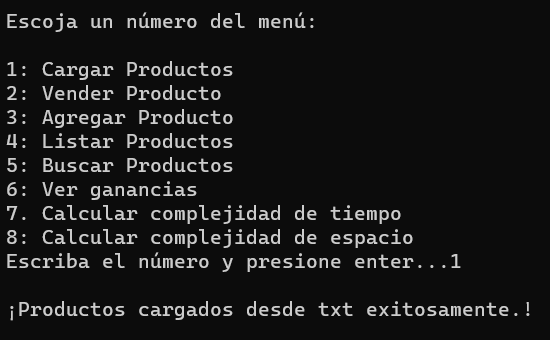 Escoja un número del menú:
1: Cargar Productos
2: Vender Producto
3: Agregar Producto
4: Listar Productos
5: Buscar Productos
6: Ver ganancias
7. Calcular complejidad de tiempo
8: Calcular complejidad de espacio
Escriba el número y presione enter...1
¡Productos cargados desde txt exitosamente.!